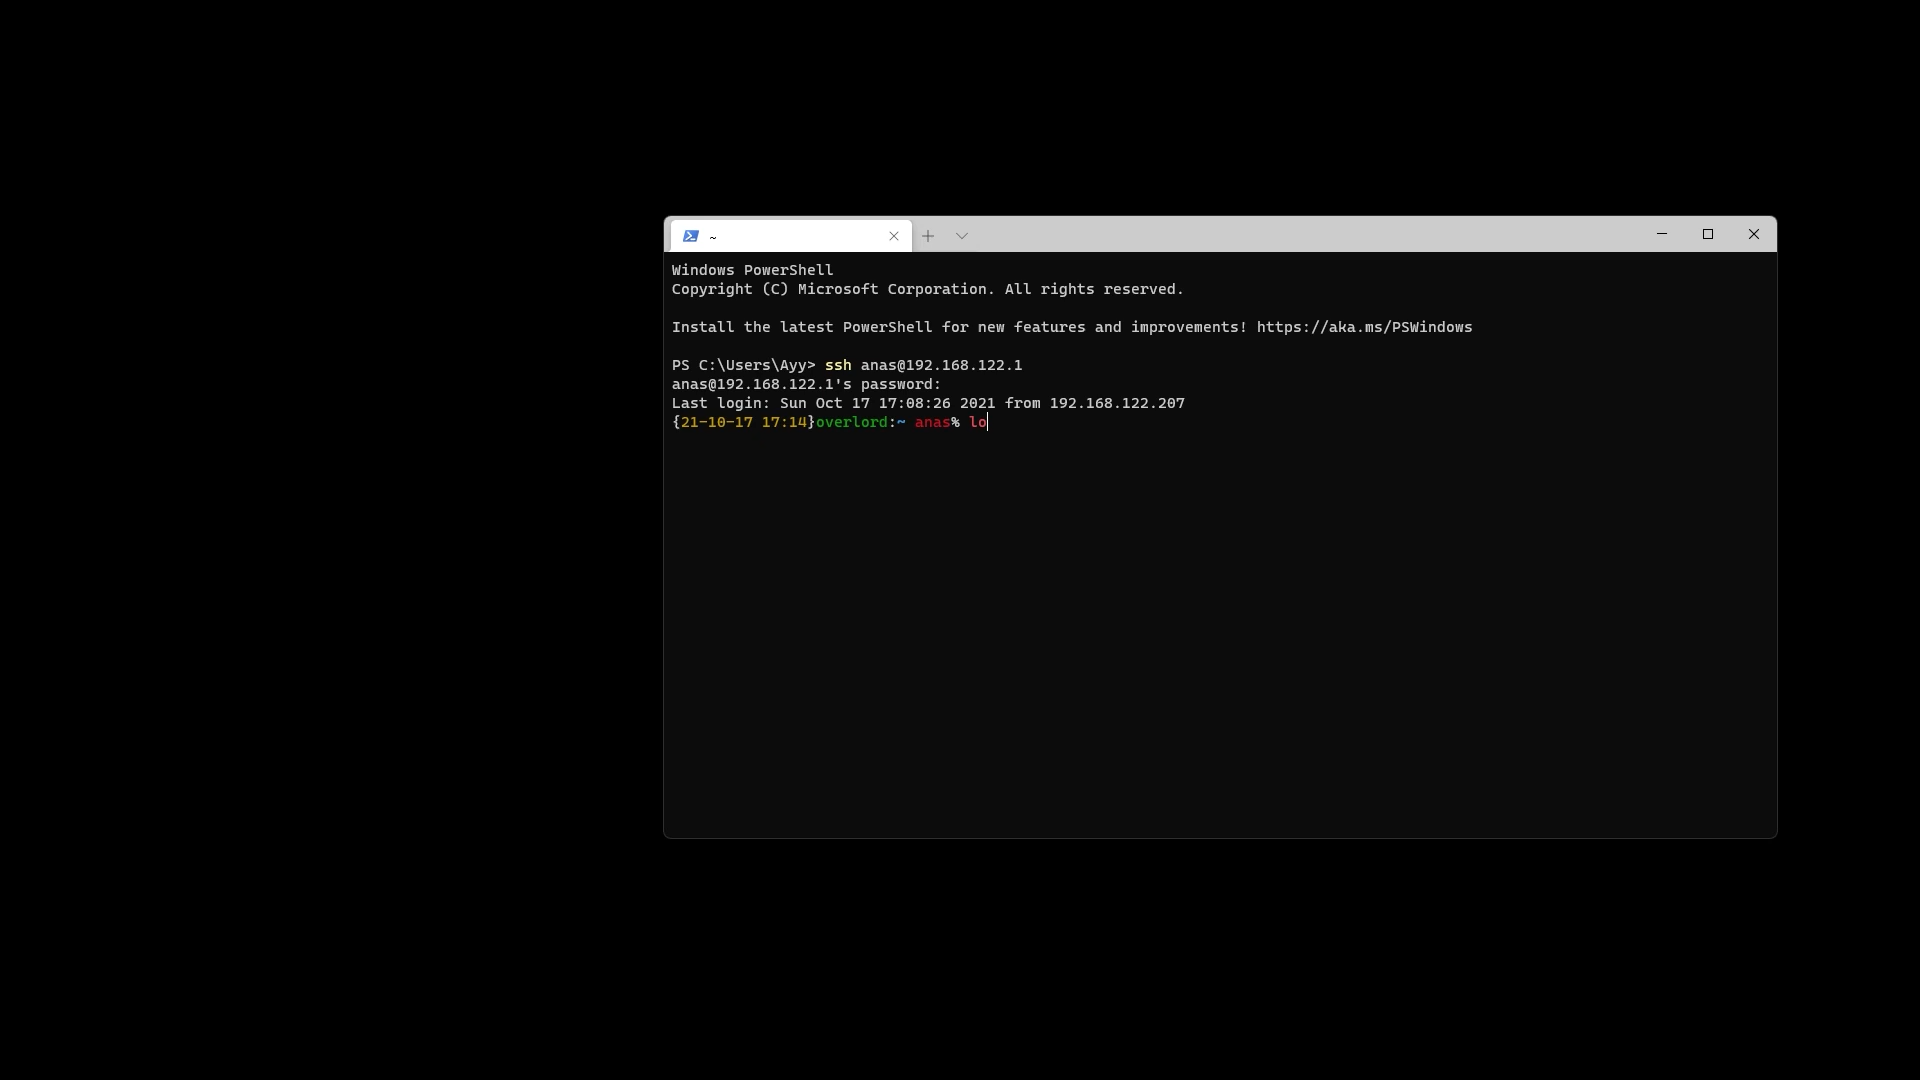 ~
Windows PowerShell
Copyright (C) Microsoft Corporation. All rights reserved.
Install the latest PowerShell for new features and improvements! https://aka.ms/PSWindows
PS C:\Users\Ayy> ssh anas@192.168.122.1
anas@192.168.122.1's password:
Last login: Sun Oct 17 17:08:26 2021 from 192.168.122.207
{21-10-17 17:14}overlord:~ anas% lo